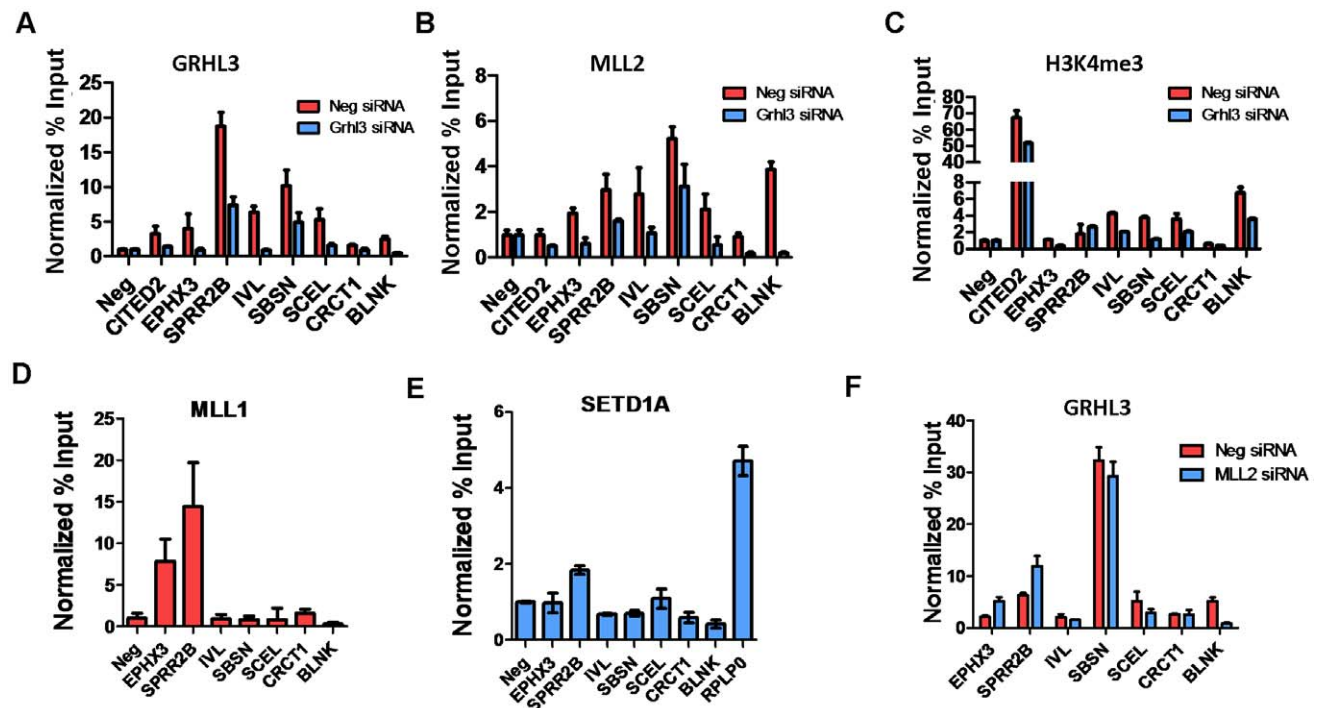 A
GRHL3
Normalized % Input
25
20
15
10
5
0
Neg siRNA
Grhl3 siRNA
Neg
CITED2
EPHX3
SPRR2B
IVL
SBSN
SCEL
CRCT1
BLNK
B
MLL2
Normalized % Input
8
6
4
2
0
Neg siRNA
Grhl3 siRNA
Neg
CITED2
EPHX3
SPRR2B
IVL
SBSN
SCEL
CRCT1
BLNK
C
H3K4me3
Normalized % Input
80
70
60
50
40
8
6
4
2
0
Neg siRNA
Grhl3 siRNA
Neg
CITED2
EPHX3
SPRR2B
IVL
SBSN
SCEL
CRCT1
BLNK
D
MLL1
Normalized % Input
25
20
15
10
5
0
Neg
EPHX3
SPRR2B
IVL
SBSN
SCEL
CRCT1
BLNK
E
SETD1A
Normalized % Input
6
4
2
0
Neg
EPHX3
SPRR2B
IVL
SBSN
SCEL
CRCT1
BLNK
RPLP0
F
GRHL3
Normalized % Input
40
30
20
10
0
Neg siRNA
MLL2 siRNA
EPHX3
SPRR2B
IVL
SBSN
SCEL
CRCT1
BLNK